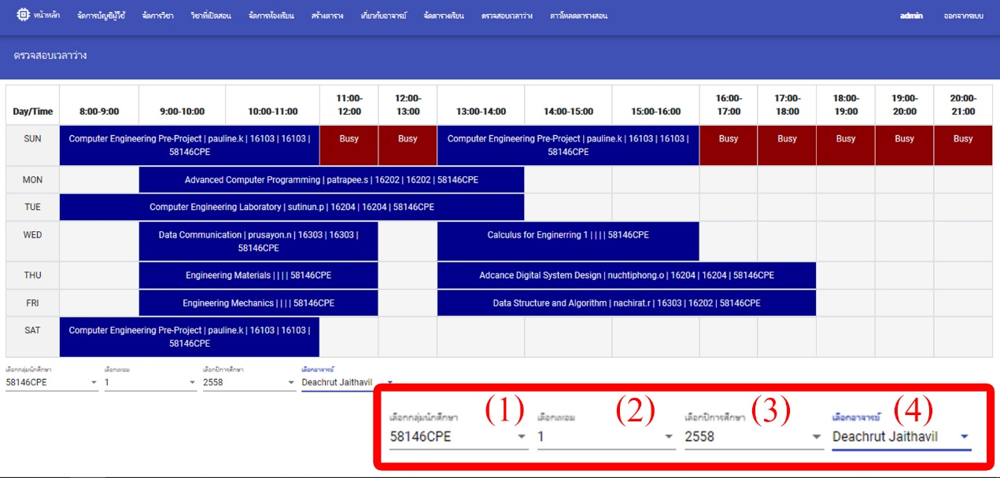 หน้าหลัก จัดการบัญชีผู้ใช้ จัดการวิชา วิชาที่เปิดสอน จัดการห้องเรียน สร้างตาราง เกี่ยวกับอาจารย์ จัดตารางเรียน ตรวจสอบเวลาว่าง ดาวโหลดตารางสอน admin ออกจากระบบ
ตรวจสอบเวลาว่าง
Day/Time 8:00-9:00 9:00-10:00 10:00-11:00 11:00-12:00 12:00-13:00 13:00-14:00 14:00-15:00 15:00-16:00 16:00-17:00 17:00-18:00 18:00-19:00 19:00-20:00 20:00-21:00
SUN Computer Engineering Pre-Project | pauline.k | 16103 | 16103 | 58146CPE Busy Busy Computer Engineering Pre-Project | pauline.k | 16103 | 16103 | 58146CPE Busy Busy Busy Busy Busy
MON Advanced Computer Programming | patrapee.s | 16202 | 16202 | 58146CPE
TUE Computer Engineering Laboratory | sutinun.p | 16204 | 16204 | 58146CPE
WED Data Communication | prusayon.n | 16303 | 16303 | 58146CPE Calculus for Enginerring 1 | | | | 58146CPE
THU Engineering Materials | | | | 58146CPE Adcance Digital System Design | nuchtiphong.o | 16204 | 16204 | 58146CPE
FRI Engineering Mechanics | | | | 58146CPE Data Structure and Algorithm | nachirat.r | 16303 | 16202 | 58146CPE
SAT Computer Engineering Pre-Project | pauline.k | 16103 | 16103 | 58146CPE
เลือกกลุ่มนักศึกษา เลือกเทอม เลือกปีการศึกษา เลือกอาจารย์
58146CPE 1 2558 Deachrut Jaithavil
เลือกกลุ่มนักศึกษา (1) เลือกเทอม (2) เลือกปีการศึกษา (3) เลือกอาจารย์ (4)
58146CPE 1 2558 Deachrut Jaithavil